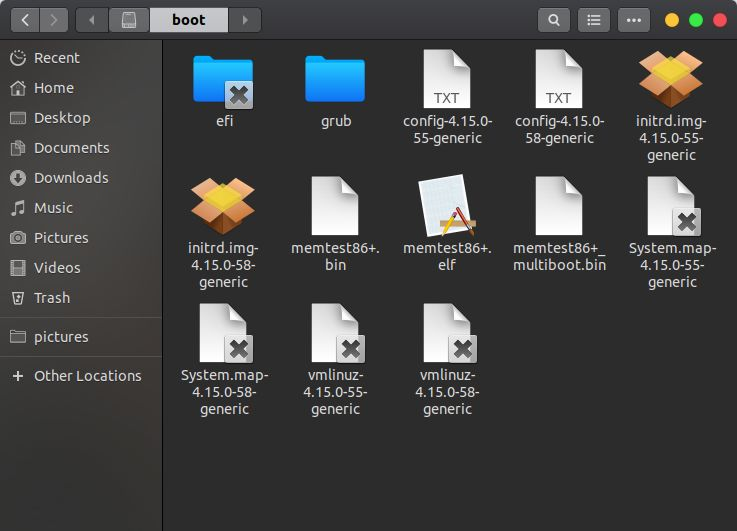 boot
Recent
Home
Desktop
Documents
Downloads
Music
Pictures
Videos
Trash
pictures
+ Other Locations
efi
grub
TXT
config-4.15.0-
55-generic
TXT
config-4.15.0-
58-generic
initrd.img-
4.15.0-55-
generic
initrd.img-
4.15.0-58-
generic
memtest86+.
bin
memtest86+.
elf
memtest86+_
multiboot.bin
System.map-
4.15.0-55-
generic
System.map-
4.15.0-58-
generic
vmlinuz-
4.15.0-55-
generic
vmlinuz-
4.15.0-58-
generic